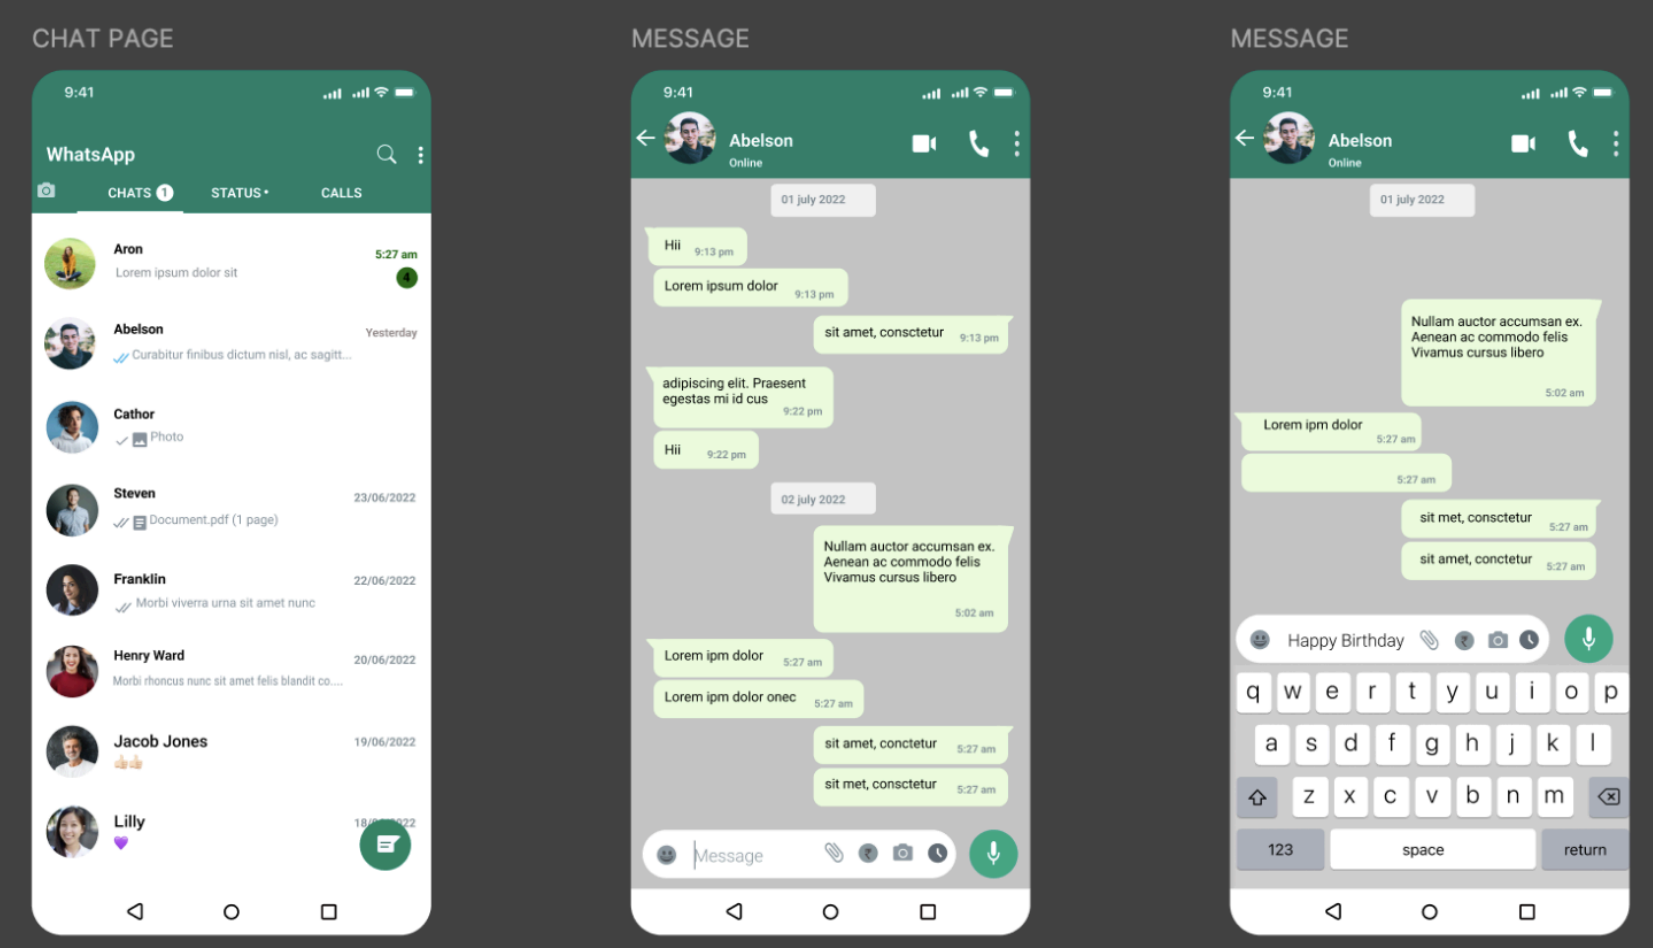 CHAT PAGE
9:41
WhatsApp
CHATS 1 STATUS• CALLS
Aron 5:27 am
Lorem ipsum dolor sit 4
Abelson Yesterday
Curabitur finibus dictum nisl, ac sagitt...
Cathor
Photo
Steven 23/06/2022
Document.pdf (1 page)
Franklin 22/06/2022
Morbi viverra urna sit amet nunc
Henry Ward 20/06/2022
Morbi rhoncus nunc sit amet felis blandit co....
Jacob Jones 19/06/2022
Lilly
MESSAGE
9:41
Abelson
Online
01 july 2022
Hii 9:13 pm
Lorem ipsum dolor 9:13 pm
sit amet, consctetur 9:13 pm
adipiscing elit. Praesent
egestas mi id cus
9:22 pm
Hii 9:22 pm
02 july 2022
Nullam auctor accumsan ex.
Aenean ac commodo felis
Vivamus cursus libero
5:02 am
Lorem ipm dolor 5:27 am
Lorem ipm dolor onec 5:27 am
sit amet, conctetur 5:27 am
sit met, consctetur 5:27 am
Message ₹
MESSAGE
9:41
Abelson
Online
01 july 2022
Nullam auctor accumsan ex.
Aenean ac commodo felis
Vivamus cursus libero
5:02 am
Lorem ipm dolor 5:27 am
5:27 am
sit met, consctetur 5:27 am
sit amet, conctetur 5:27 am
Happy Birthday ₹
q w e r t y u i o p
a s d f g h j k l
z x c v b n m
123 space return